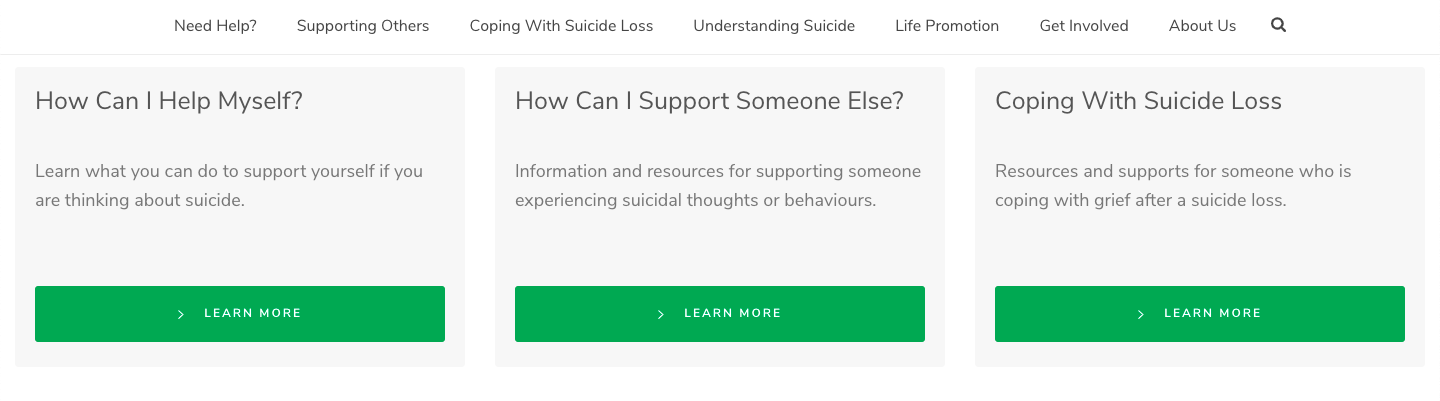 Need Help? Supporting Others Coping With Suicide Loss Understanding Suicide Life Promotion Get Involved About Us
How Can I Help Myself?
Learn what you can do to support yourself if you
are thinking about suicide.
LEARN MORE
How Can I Support Someone Else?
Information and resources for supporting someone
experiencing suicidal thoughts or behaviours.
LEARN MORE
Coping With Suicide Loss
Resources and supports for someone who is
coping with grief after a suicide loss.
LEARN MORE